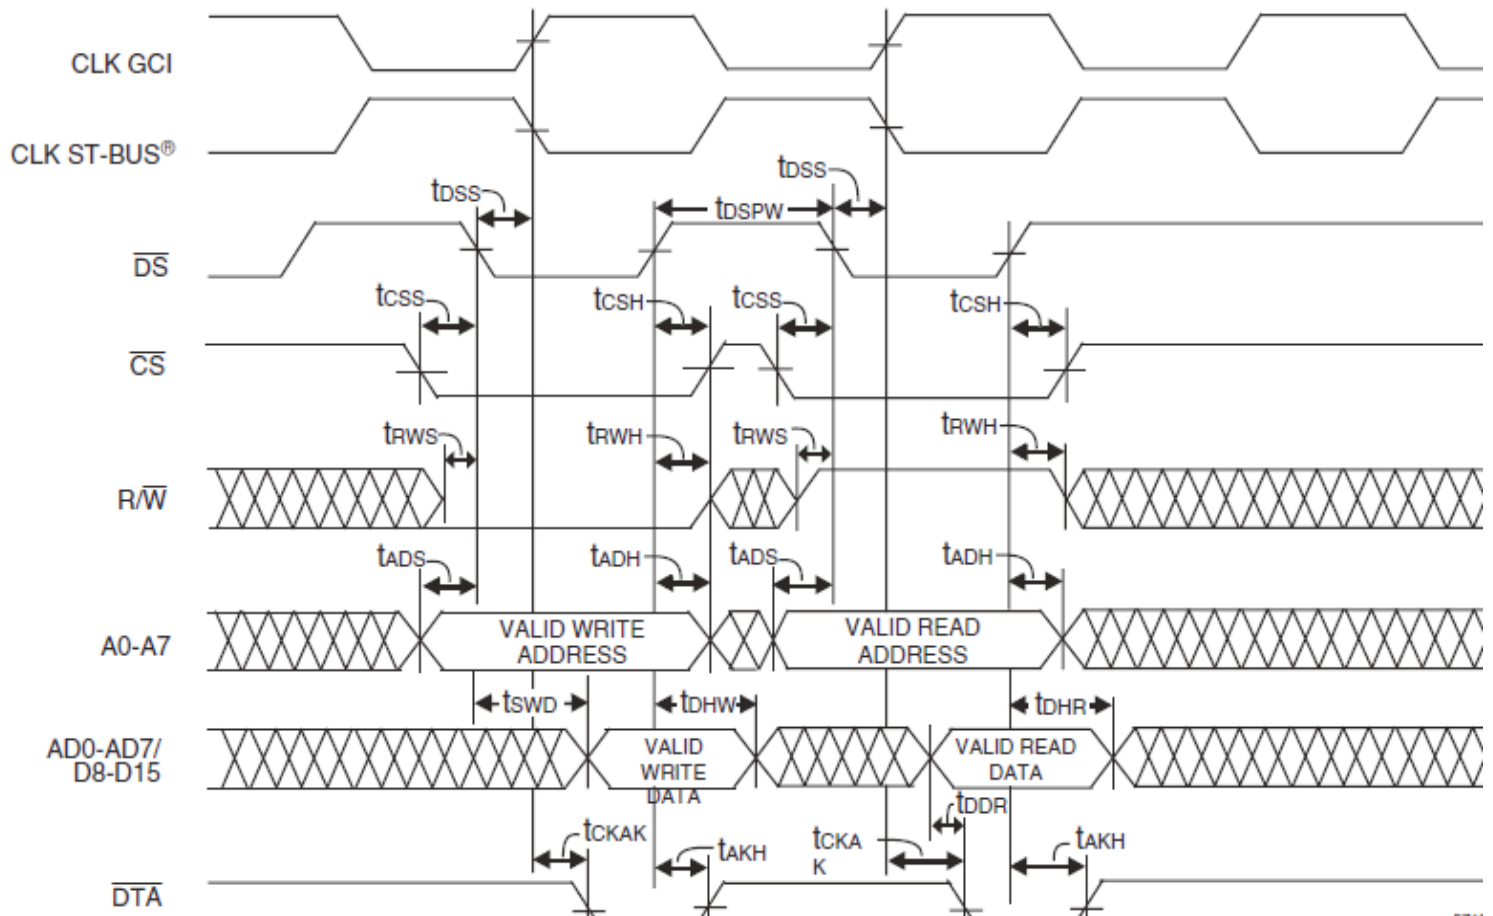 CLK GCI
CLK ST-BUS®
tDSS
tDSS
tDSPW
DS
tCSS
tCSH
tCSS
tCSH
CS
tRWS
tRWH
tRWS
tRWH
R/W
tADS
tADH
tADS
tADH
A0-A7
VALID WRITE
ADDRESS
VALID READ
ADDRESS
tSWD
tDHW
tDHR
AD0-AD7/
D8-D15
VALID
WRITE
DATA
VALID READ
DATA
tDDR
tCKAK
tAKH
tCKA
K
tAKH
DTA